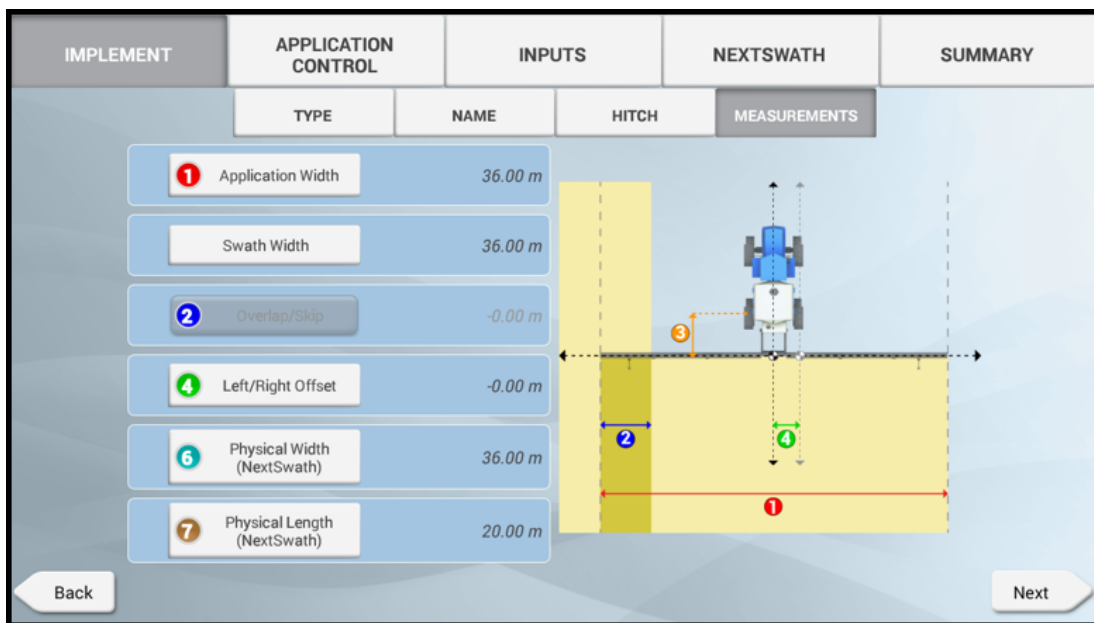 IMPLEMENT
APPLICATION
CONTROL
INPUTS
NEXTSWATH
SUMMARY
TYPE
NAME
HITCH
MEASUREMENTS
1 Application Width 36.00 m
Swath Width 36.00 m
2 Overlap/Skip -0.00 m
4 Left/Right Offset -0.00 m
6 Physical Width
(NextSwath) 36.00 m
7 Physical Length
(NextSwath) 20.00 m
3
2
4
1
Back
Next